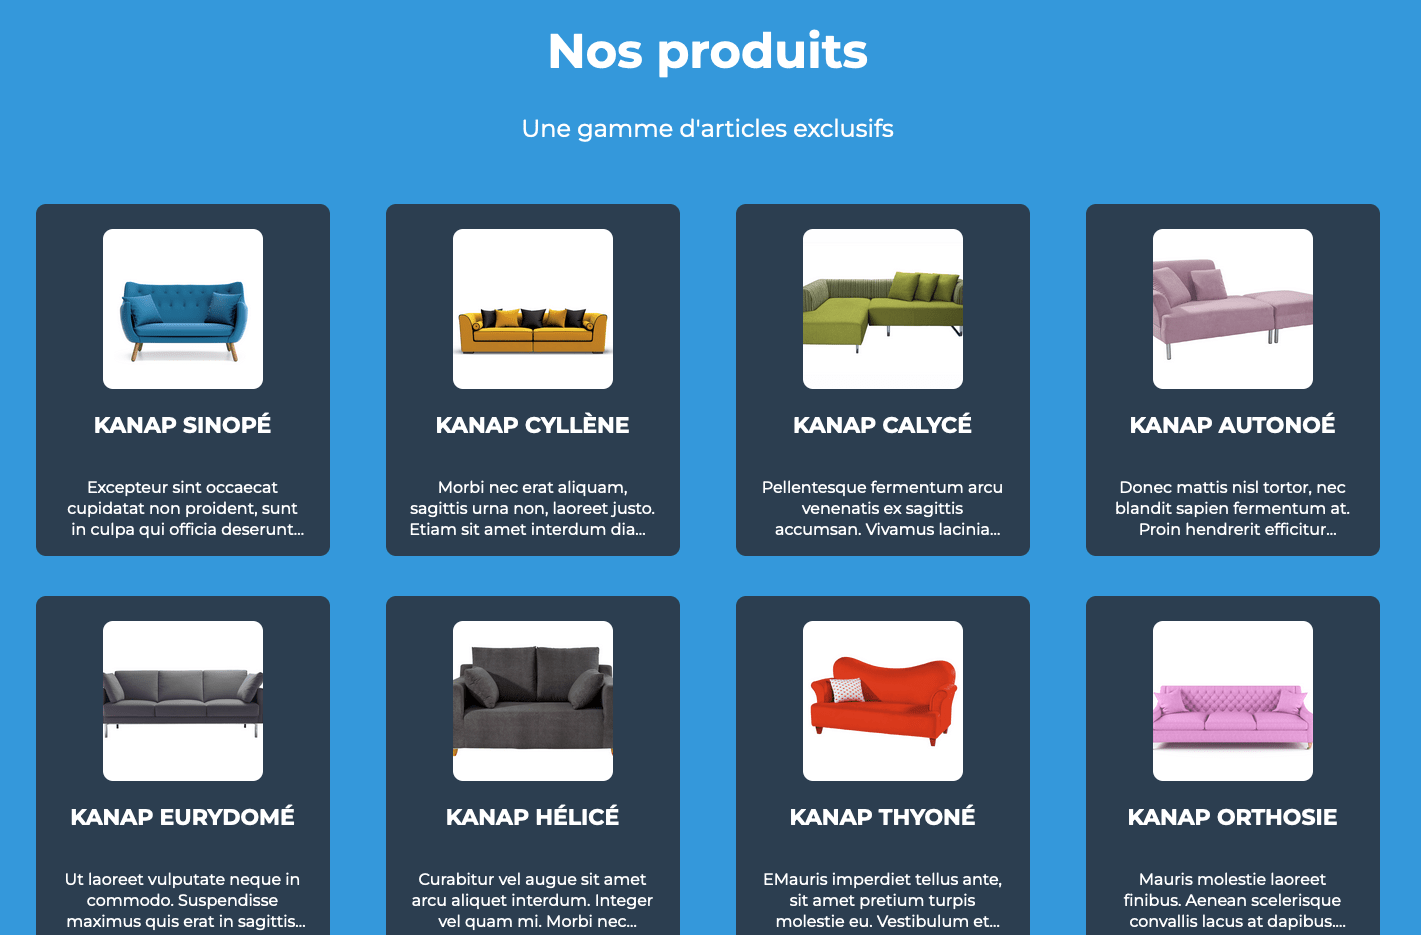 Nos produits
Une gamme d'articles exclusifs
KANAP SINOPÉ
Excepteur sint occaecat
cupidatat non proident, sunt
in culpa qui officia deserunt...
KANAP CYLLÈNE
Morbi nec erat aliquam,
sagittis urna non, laoreet justo.
Etiam sit amet interdum dia...
KANAP CALYCÉ
Pellentesque fermentum arcu
venenatis ex sagittis
accumsan. Vivamus lacinia...
KANAP AUTONOÉ
Donec mattis nisl tortor, nec
blandit sapien fermentum at.
Proin hendrerit efficitur...
KANAP EURYDOMÉ
Ut laoreet vulputate neque in
commodo. Suspendisse
maximus quis erat in sagittis...
KANAP HÉLICÉ
Curabitur vel augue sit amet
arcu aliquet interdum. Integer
vel quam mi. Morbi nec...
KANAP THYONÉ
EMauris imperdiet tellus ante,
sit amet pretium turpis
molestie eu. Vestibulum et...
KANAP ORTHOSIE
Mauris molestie laoreet
finibus. Aenean scelerisque
convallis lacus at dapibus....